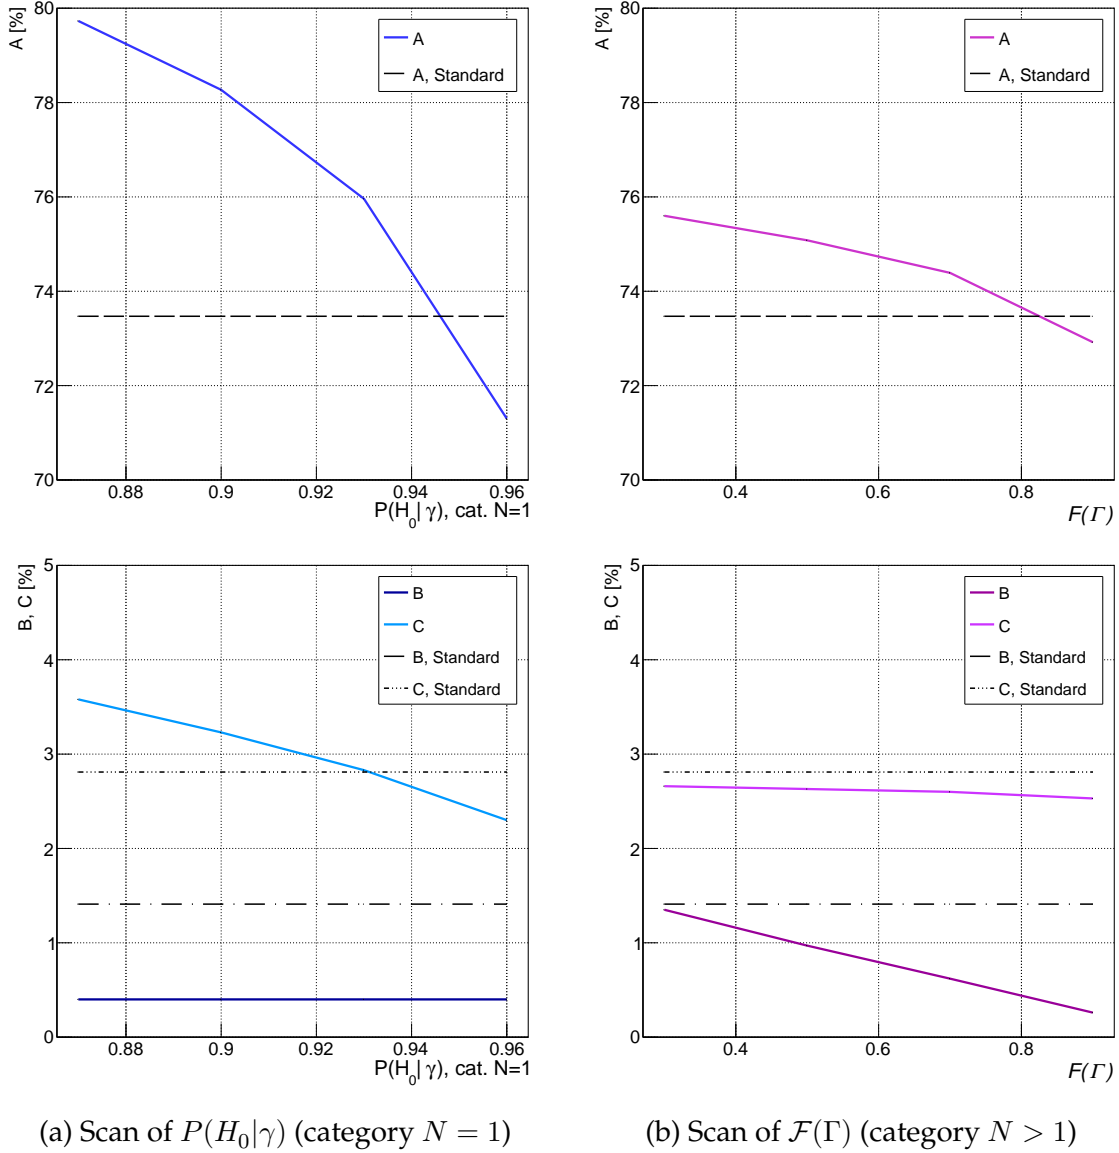 A [%]
80
78
76
74
72
70
A
A, Standard
0.88 0.9 0.92 0.94 0.96
P(H₀|γ), cat. N=1
A [%]
80
78
76
74
72
70
A
A, Standard
0.4 0.6 0.8
F(Γ)
B, C [%]
5
4
3
2
1
0
B
C
B, Standard
C, Standard
0.88 0.9 0.92 0.94 0.96
P(H₀|γ), cat. N=1
B, C [%]
5
4
3
2
1
0
B
C
B, Standard
C, Standard
0.4 0.6 0.8
F(Γ)
(a) Scan of P(H₀|γ) (category N = 1)
(b) Scan of ℱ(Γ) (category N > 1)